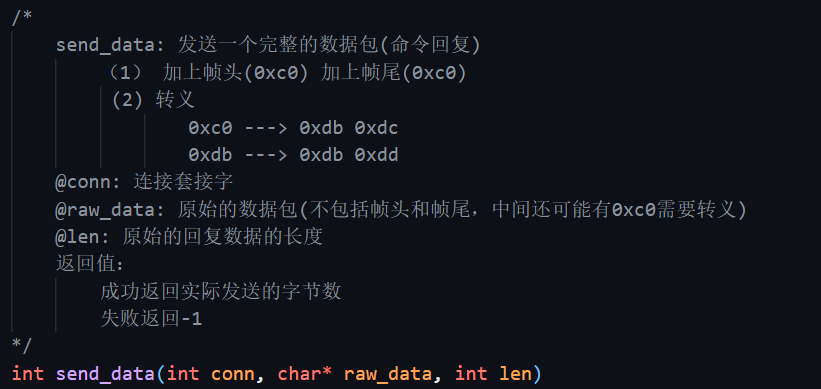 /*
send_data: 发送一个完整的数据包(命令回复)
（1） 加上帧头(0xc0) 加上帧尾(0xc0)
(2) 转义
0xc0 ---> 0xdb 0xdc
0xdb ---> 0xdb 0xdd
@conn: 连接套接字
@raw_data: 原始的数据包(不包括帧头和帧尾，中间还可能有0xc0需要转义)
@len: 原始的回复数据的长度
返回值：
成功返回实际发送的字节数
失败返回-1
*/
int send_data(int conn, char* raw_data, int len)